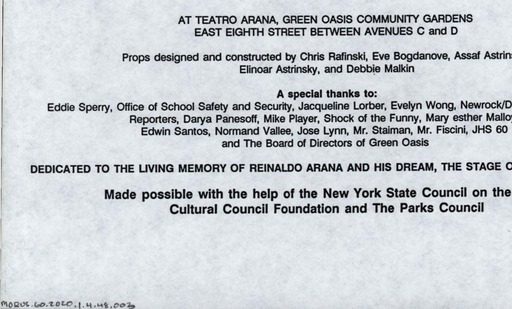 AT TEATRO ARANA, GREEN OASIS COMMUNITY GARDENS
EAST EIGHTH STREET BETWEEN AVENUES C and D
Props designed and constructed by Chris Rafinski, Eve Bogdanove, Assaf Astrins
Elinoar Astrinsky, and Debbie Malkin
A special thanks to:
Eddie Sperry, Office of School Safety and Security, Jacqueline Lorber, Evelyn Wong, Newrock/D
Reporters, Darya Panesoff, Mike Player, Shock of the Funny, Mary esther Malloy
Edwin Santos, Normand Vallee, Jose Lynn, Mr. Staiman, Mr. Fiscini, JHS 60
and The Board of Directors of Green Oasis
DEDICATED TO THE LIVING MEMORY OF REINALDO ARANA AND HIS DREAM, THE STAGE O
Made possible with the help of the New York State Council on the
Cultural Council Foundation and The Parks Council
MORUS.60.2020.1.4.48.003